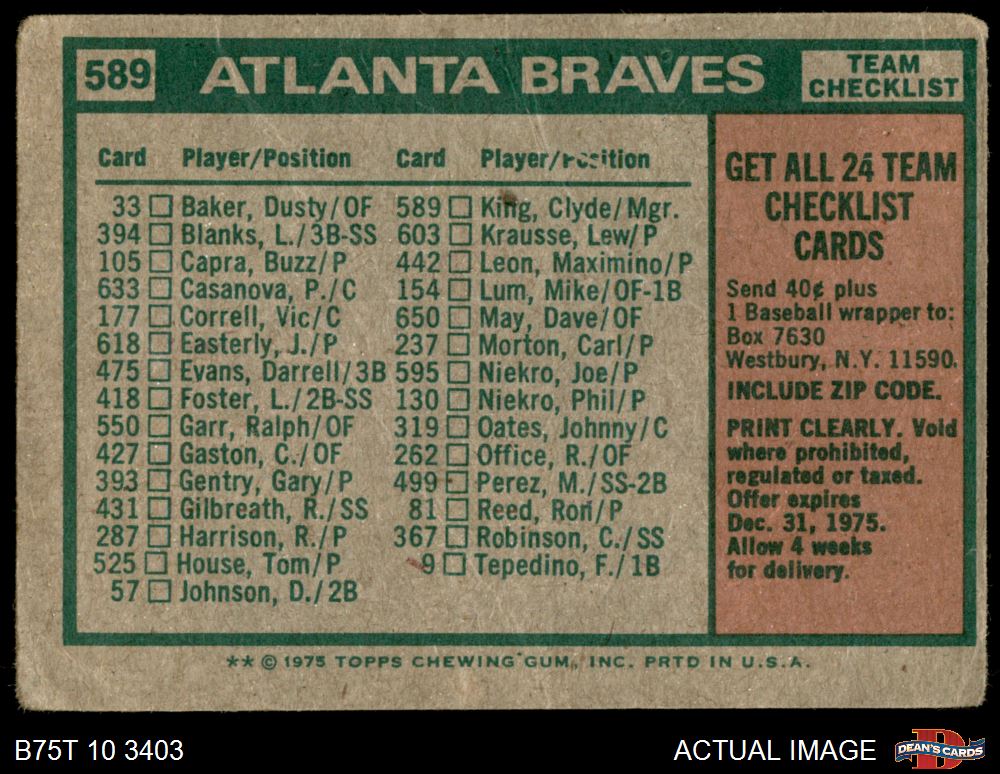 589 ATLANTA BRAVES TEAM CHECKLIST
Card Player/Position
33 Baker, Dusty/OF
394 Blanks, L./3B-SS
105 Capra, Buzz/P
633 Casanova, P./C
177 Correll, Vic/C
618 Easterly, J./P
475 Evans, Darrell/3B
418 Foster, L./2B-SS
550 Garr, Ralph/OF
427 Gaston, C./OF
393 Gentry, Gary/P
431 Gilbreath, R./SS
287 Harrison, R./P
525 House, Tom/P
57 Johnson, D./2B
Card Player/Position
589 King, Clyde/Mgr.
603 Krausse, Lew/P
442 Leon, Maximino/P
154 Lum, Mike/OF-1B
650 May, Dave/OF
237 Morton, Carl/P
595 Niekro, Joe/P
130 Niekro, Phil/P
319 Oates, Johnny/C
262 Office, R./OF
499 Perez, M./SS-2B
81 Reed, Ron/P
367 Robinson, C./SS
9 Tepedino, F./1B
GET ALL 24 TEAM
CHECKLIST
CARDS
Send 40¢ plus
1 Baseball wrapper to:
Box 7630
Westbury, N.Y. 11590.
INCLUDE ZIP CODE.
PRINT CLEARLY. Void
where prohibited,
regulated or taxed.
Offer expires
Dec. 31, 1975.
Allow 4 weeks
for delivery.
** © 1975 TOPPS CHEWING GUM, INC. PRTD IN U.S.A.
B75T 10 3403
ACTUAL IMAGE
D
DEAN'S CARDS